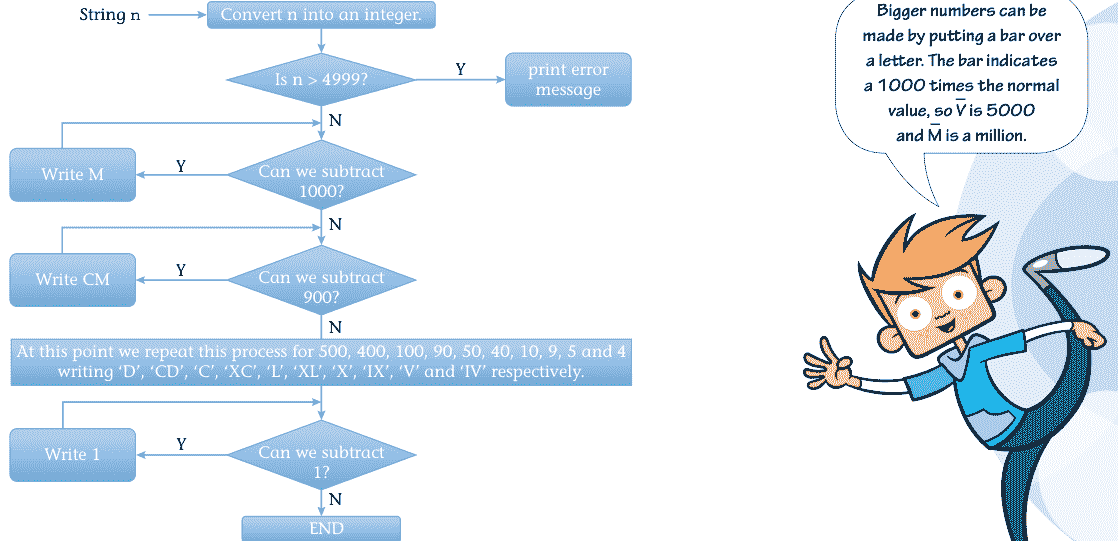 String n
Convert n into an integer.
Is n > 4999?
Y
print error
message
N
Can we subtract
1000?
Y
Write M
N
Can we subtract
900?
Y
Write CM
N
At this point we repeat this process for 500, 400, 100, 90, 50, 40, 10, 9, 5 and 4
writing ‘D’, ‘CD’, ‘C’, ‘XC’, ‘L’, ‘XL’, ‘X’, ‘IX’, ‘V’ and ‘IV’ respectively.
Can we subtract
1?
Y
Write 1
N
END
Bigger numbers can be
made by putting a bar over
a letter. The bar indicates
a 1000 times the normal
value, so V̅ is 5000
and M̅ is a million.